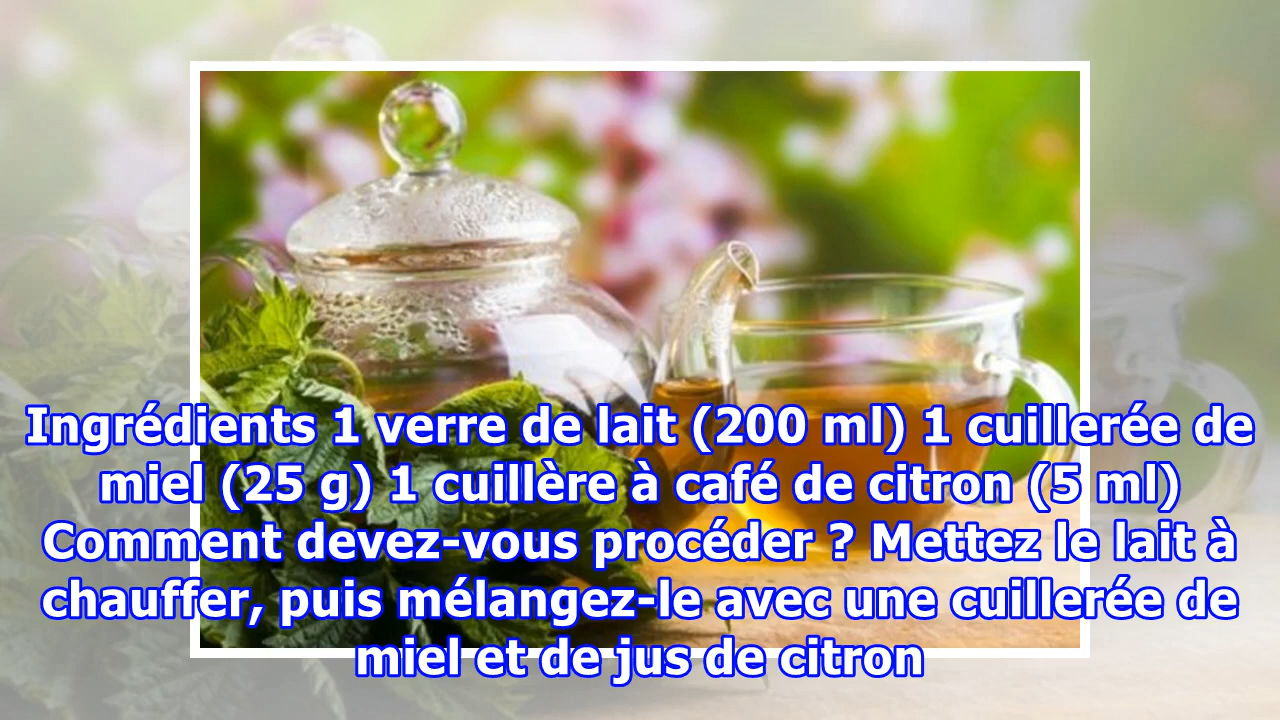 Ingrédients 1 verre de lait (200 ml) 1 cuillerée de
miel (25 g) 1 cuillère à café de citron (5 ml)
Comment devez-vous procéder ? Mettez le lait à
chauffer, puis mélangez-le avec une cuillerée de
miel et de jus de citron